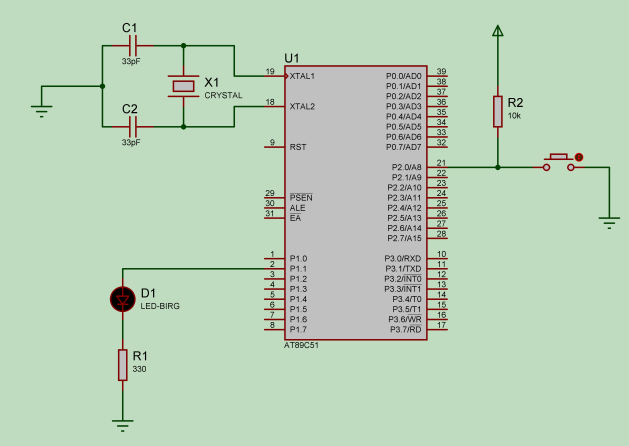 C1
33pF
C2
33pF
X1
CRYSTAL
U1
19 XTAL1
18 XTAL2
9 RST
29 PSEN
30 ALE
31 EA
1 P1.0
2 P1.1
3 P1.2
4 P1.3
5 P1.4
6 P1.5
7 P1.6
8 P1.7
P0.0/AD0 39
P0.1/AD1 38
P0.2/AD2 37
P0.3/AD3 36
P0.4/AD4 35
P0.5/AD5 34
P0.6/AD6 33
P0.7/AD7 32
P2.0/A8 21
P2.1/A9 22
P2.2/A10 23
P2.3/A11 24
P2.4/A12 25
P2.5/A13 26
P2.6/A14 27
P2.7/A15 28
P3.0/RXD 10
P3.1/TXD 11
P3.2/INT0 12
P3.3/INT1 13
P3.4/T0 14
P3.5/T1 15
P3.6/WR 16
P3.7/RD 17
AT89C51
R2
10k
D1
LED-BIRG
R1
330